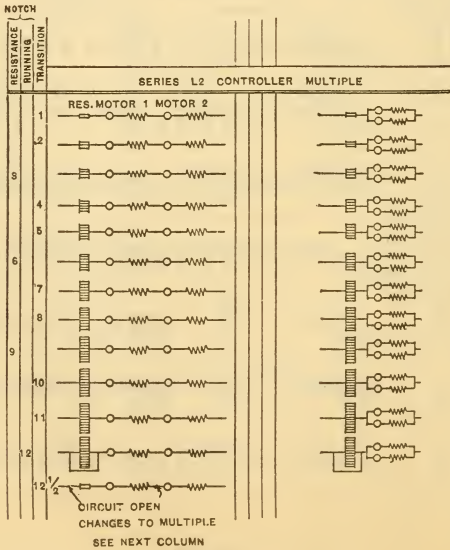 NOTCH
RESISTANCE
RUNNING
TRANSITION
SERIES L2 CONTROLLER MULTIPLE
RES. MOTOR 1 MOTOR 2
1
2
3
4
5
6
7
8
9
10
11
12
12 1/2
CIRCUIT OPEN
CHANGES TO MULTIPLE
SEE NEXT COLUMN